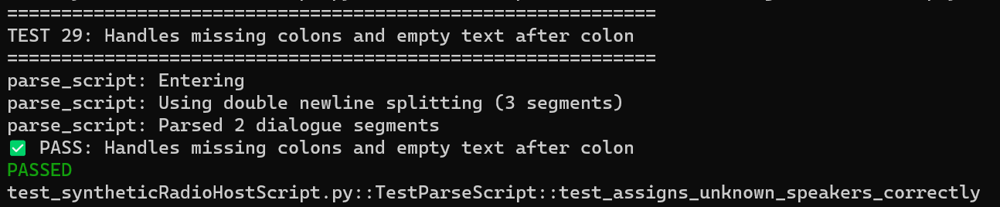 ============================================================
TEST 29: Handles missing colons and empty text after colon
============================================================
parse_script: Entering
parse_script: Using double newline splitting (3 segments)
parse_script: Parsed 2 dialogue segments
✅ PASS: Handles missing colons and empty text after colon
PASSED
test_syntheticRadioHostScript.py::TestParseScript::test_assigns_unknown_speakers_correctly